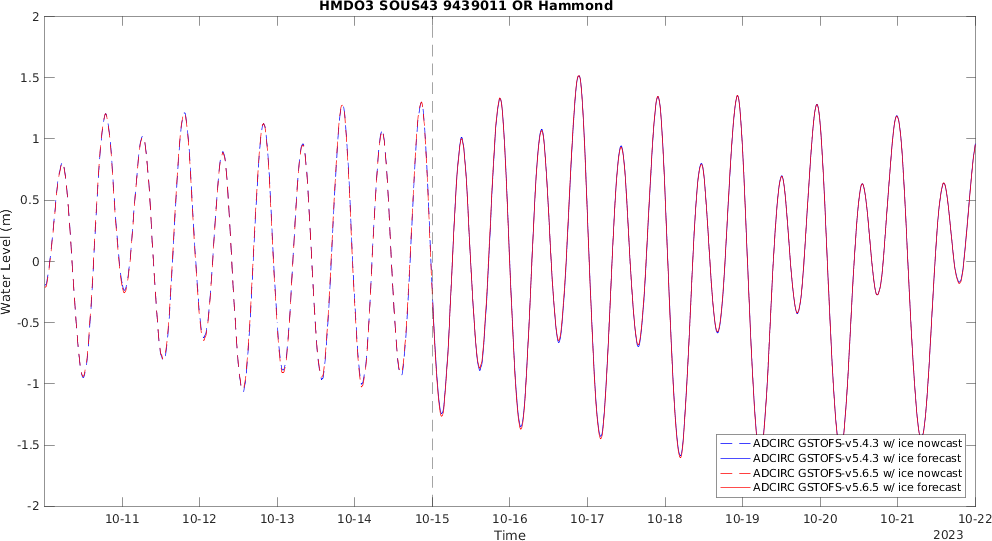 HMDO3 SOUS43 9439011 OR Hammond
2
1.5
1
0.5
0
-0.5
-1
-1.5
-2
Water Level (m)
10-11 10-12 10-13 10-14 10-15 10-16 10-17 10-18 10-19 10-20 10-21 10-22
Time
2023
ADCIRC GSTOFS-v5.4.3 w/ ice nowcast
ADCIRC GSTOFS-v5.4.3 w/ ice forecast
ADCIRC GSTOFS-v5.6.5 w/ ice nowcast
ADCIRC GSTOFS-v5.6.5 w/ ice forecast